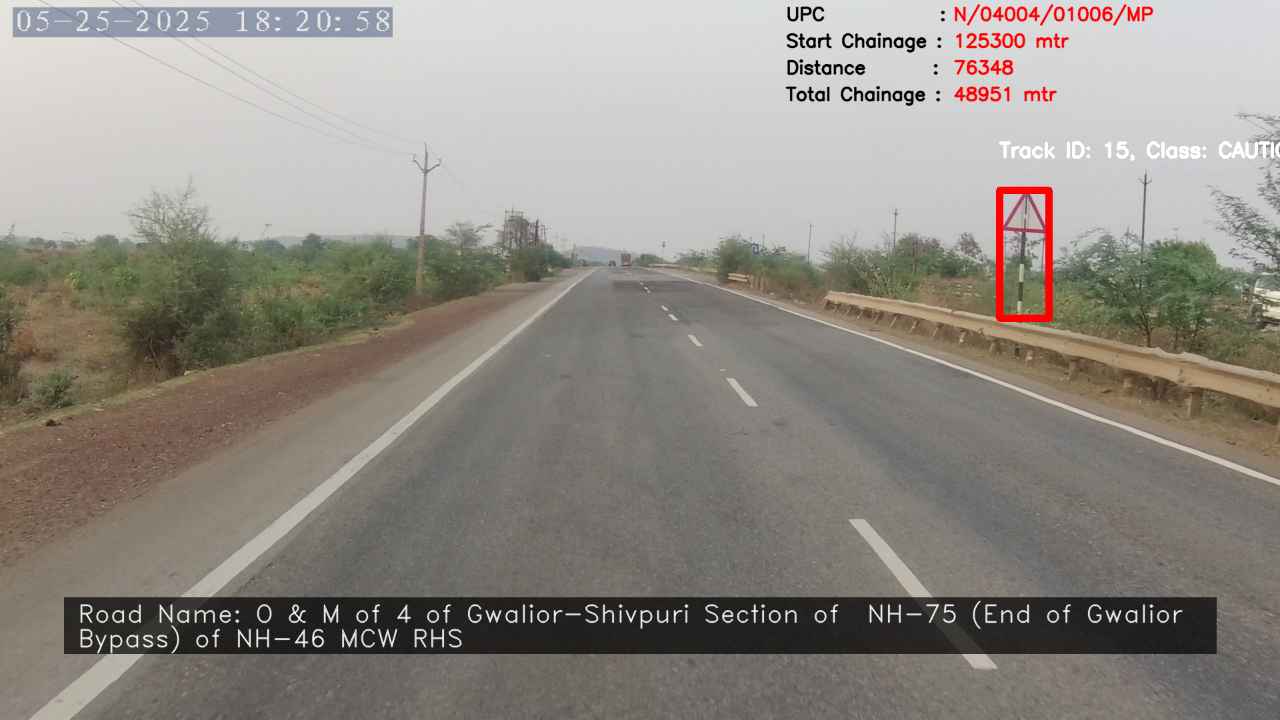 05-25-2025 18:20:58
UPC : N/04004/01006/MP
Start Chainage : 125300 mtr
Distance : 76348
Total Chainage : 48951 mtr
Track ID: 15, Class: CAUTIO
Road Name: O & M of 4 of Gwalior-Shivpuri Section of NH-75 (End of Gwalior
Bypass) of NH-46 MCW RHS